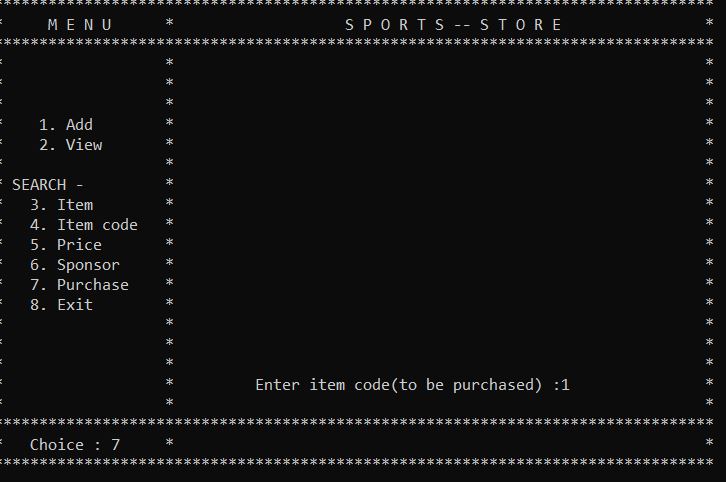 *******************************************************************************
* M E N U * S P O R T S -- S T O R E *
*******************************************************************************
* * *
* * *
* * *
* 1. Add * *
* 2. View * *
* * *
* SEARCH - * *
* 3. Item * *
* 4. Item code * *
* 5. Price * *
* 6. Sponsor * *
* 7. Purchase * *
* 8. Exit * *
* * *
* * *
* * *
* * Enter item code(to be purchased) :1 *
* * *
*******************************************************************************
* Choice : 7 * *
*******************************************************************************